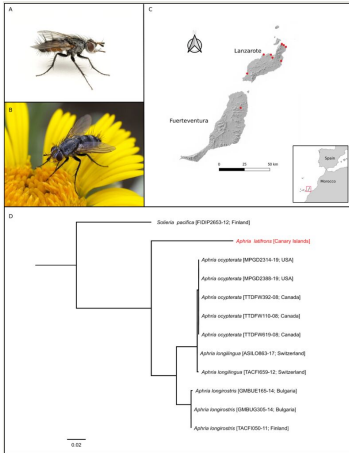 A
B
C
Lanzarote
Fuerteventura
0
25
50 km
Spain
Morocco
D
Solieria pacifica [FIDIP2653-12; Finland]
Aphria latifrons [Canary Islands]
Aphria ocypterata [MPGD2314-19; USA]
Aphria ocypterata [MPGD2388-19; USA]
Aphria ocypterata [TTDFW392-08; Canada]
Aphria ocypterata [TTDFW110-08; Canada]
Aphria ocypterata [TTDFW819-08; Canada]
Aphria longilingua [ASILO863-17; Switzerland]
Aphria longilingua [TACFI059-12; Switzerland]
Aphria longirostris [GMBUE165-14; Bulgaria]
Aphria longirostris [GMBUG305-14; Bulgaria]
Aphria longirostris [TACFI050-11; Finland]
0.02